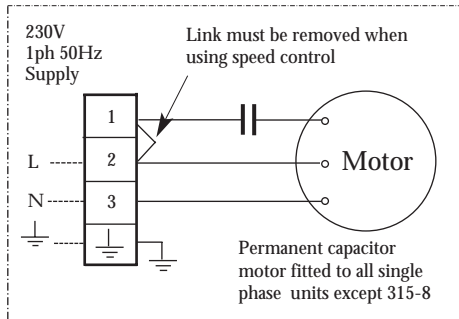 230V
1ph 50Hz
Supply
Link must be removed when
using speed control
1
L
2
N
3
Motor
Permanent capacitor
motor fitted to all single
phase units except 315-8